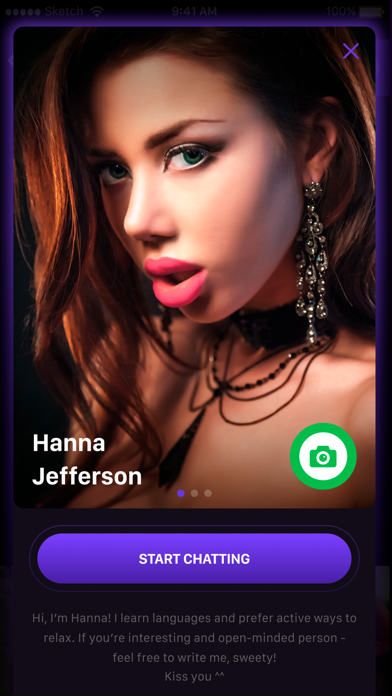 Sketch 9:41 AM 100%
Hanna
Jefferson
START CHATTING
Hi, I'm Hanna! I learn languages and prefer active ways to
relax. If you're interesting and open-minded person -
feel free to write me, sweety!
Kiss you ^^